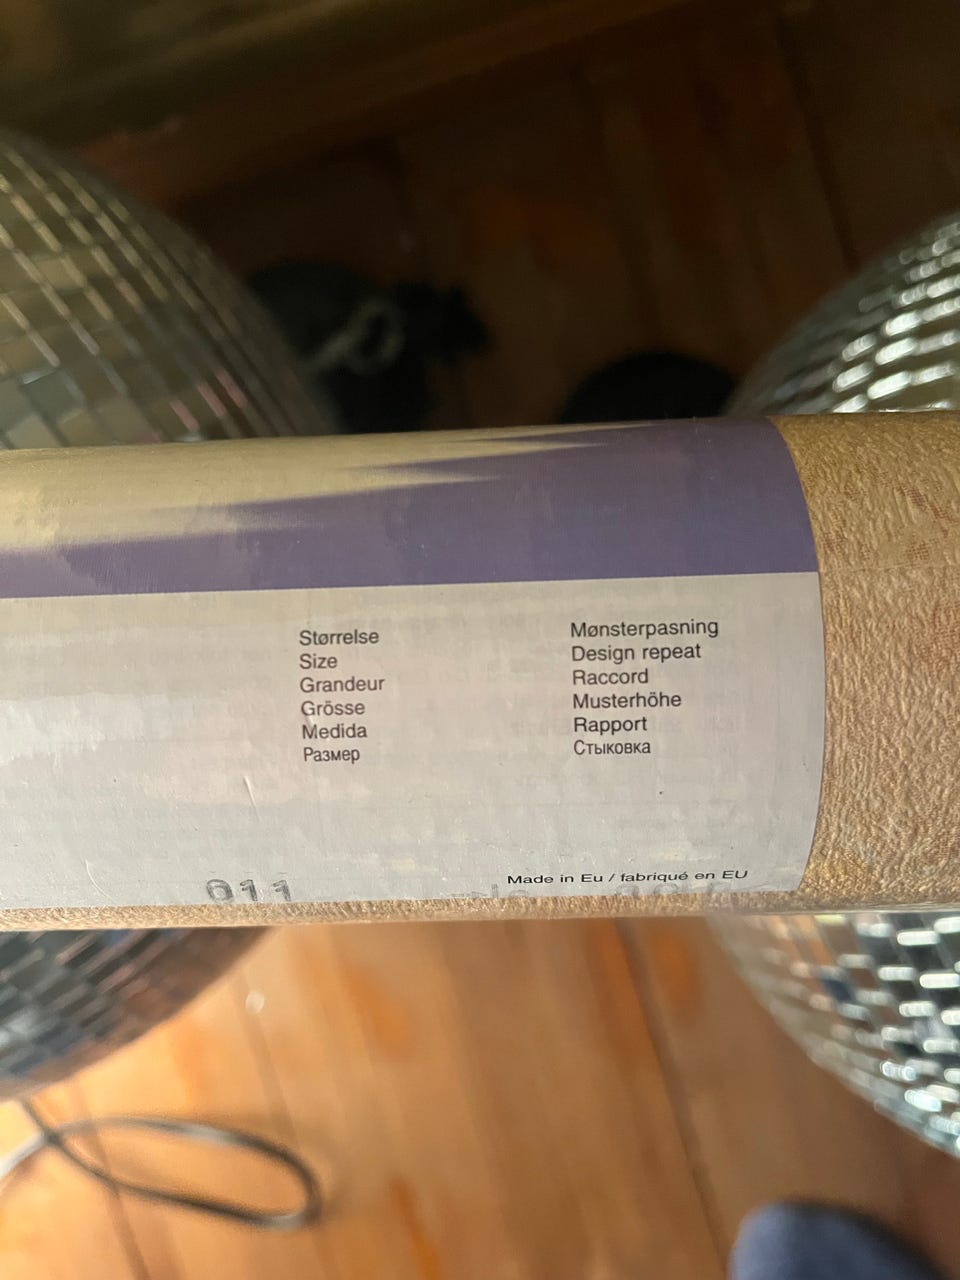 Størrelse
Size
Grandeur
Grösse
Medida
Размер
Mønsterpasning
Design repeat
Raccord
Musterhöhe
Rapport
Стыковка
Made in Eu / fabriqué en EU
011